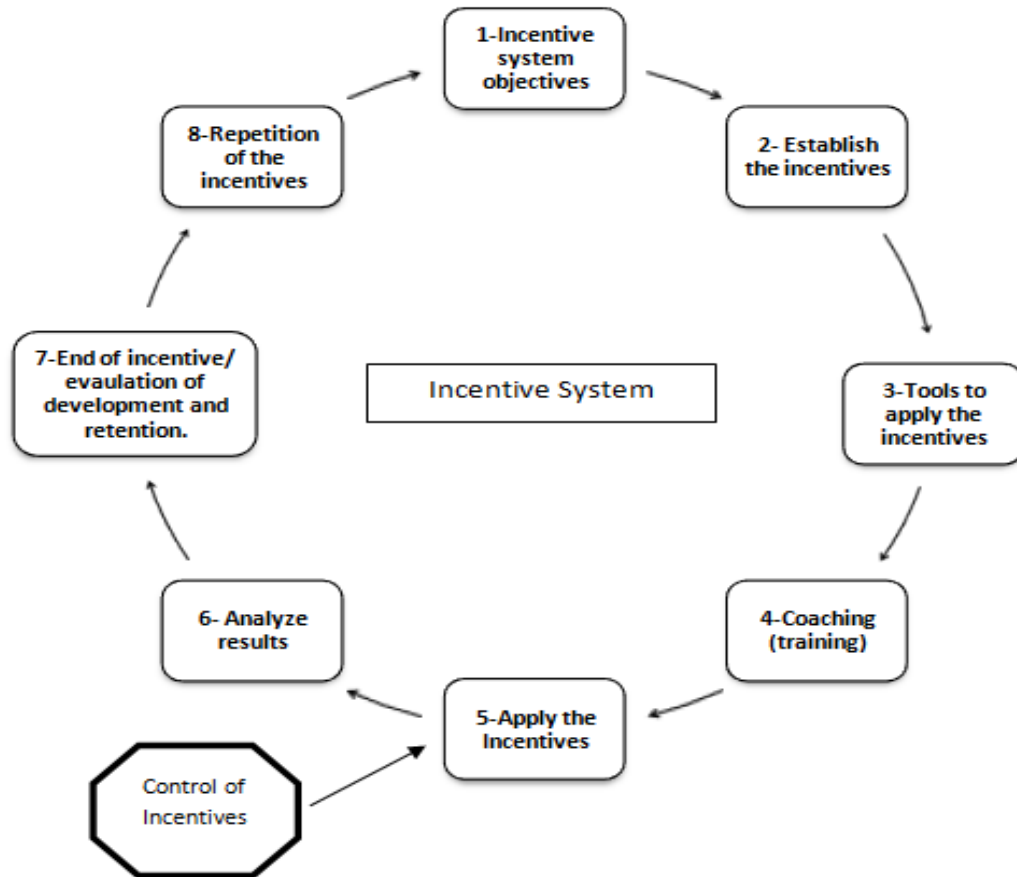 1-Incentive
system
objectives
2- Establish
the incentives
3-Tools to
apply the
incentives
4-Coaching
(training)
5-Apply the
Incentives
6- Analyze
results
7-End of incentive/
evaulation of
development and
retention.
8-Repetition
of the
incentives
Incentive System
Control of
Incentives